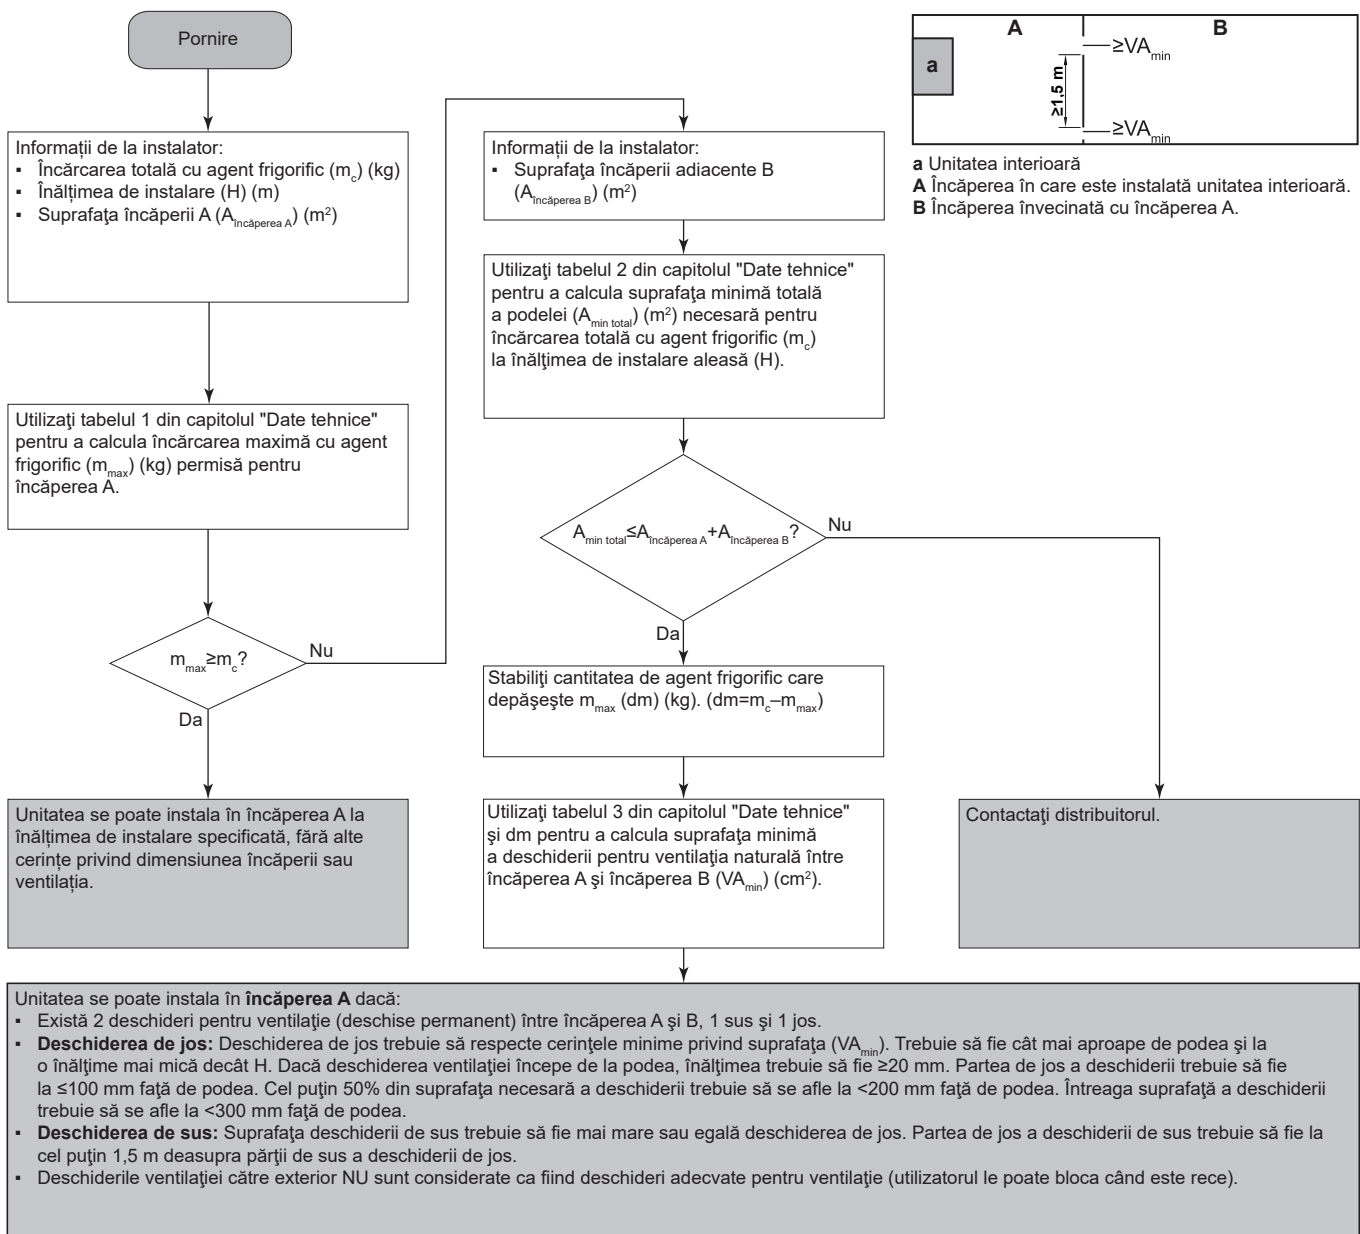 Pornire
Informații de la instalator:
▪ Încărcarea totală cu agent frigorific (mc) (kg)
▪ Înălțimea de instalare (H) (m)
▪ Suprafața încăperii A (Aîncăperea A) (m²)
Utilizaţi tabelul 1 din capitolul "Date tehnice"
pentru a calcula încărcarea maximă cu agent
frigorific (mmax) (kg) permisă pentru
încăperea A.
mmax≥mc?
Nu
Da
Unitatea se poate instala în încăperea A la
înălțimea de instalare specificată, fără alte
cerințe privind dimensiunea încăperii sau
ventilația.
Informaţii de la instalator:
▪ Suprafaţa încăperii adiacente B
(Aîncăperea B) (m²)
Utilizaţi tabelul 2 din capitolul "Date tehnice"
pentru a calcula suprafaţa minimă totală
a podelei (Amin total) (m²) necesară pentru
încărcarea totală cu agent frigorific (mc)
la înălţimea de instalare aleasă (H).
Amin total≤Aîncăperea A+Aîncăperea B?
Nu
Da
Stabiliţi cantitatea de agent frigorific care
depăşeşte mmax (dm) (kg). (dm=mc–mmax)
Utilizaţi tabelul 3 din capitolul "Date tehnice"
şi dm pentru a calcula suprafaţa minimă
a deschiderii pentru ventilaţia naturală între
încăperea A şi încăperea B (VAmin) (cm²).
Contactaţi distribuitorul.
A
B
a
≥1,5 m
≥VAmin
≥VAmin
a Unitatea interioară
A Încăperea în care este instalată unitatea interioară.
B Încăperea învecinată cu încăperea A.
Unitatea se poate instala în încăperea A dacă:
▪ Există 2 deschideri pentru ventilaţie (deschise permanent) între încăperea A şi B, 1 sus şi 1 jos.
▪ Deschiderea de jos: Deschiderea de jos trebuie să respecte cerinţele minime privind suprafaţa (VAmin). Trebuie să fie cât mai aproape de podea şi la
o înălţime mai mică decât H. Dacă deschiderea ventilaţiei începe de la podea, înălţimea trebuie să fie ≥20 mm. Partea de jos a deschiderii trebuie să fie
la ≤100 mm faţă de podea. Cel puţin 50% din suprafaţa necesară a deschiderii trebuie să se afle la <200 mm faţă de podea. Întreaga suprafaţă a deschiderii
trebuie să se afle la <300 mm faţă de podea.
▪ Deschiderea de sus: Suprafaţa deschiderii de sus trebuie să fie mai mare sau egală deschiderea de jos. Partea de jos a deschiderii de sus trebuie să fie la
cel puţin 1,5 m deasupra părţii de sus a deschiderii de jos.
▪ Deschiderile ventilaţiei către exterior NU sunt considerate ca fiind deschideri adecvate pentru ventilaţie (utilizatorul le poate bloca când este rece).